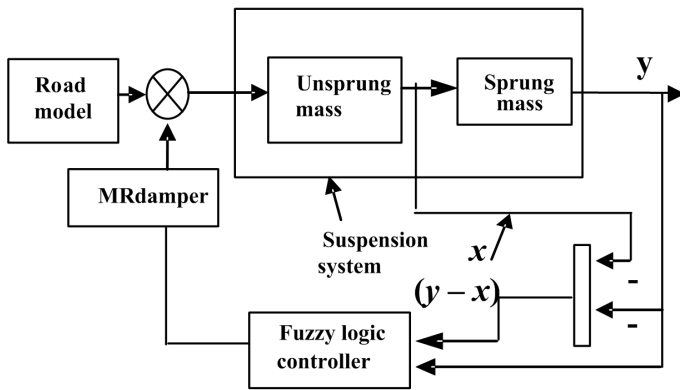 Road
model
Unsprung
mass
Sprung
mass
y
MRdamper
Suspension
system
x
(y − x)
-
-
Fuzzy logic
controller